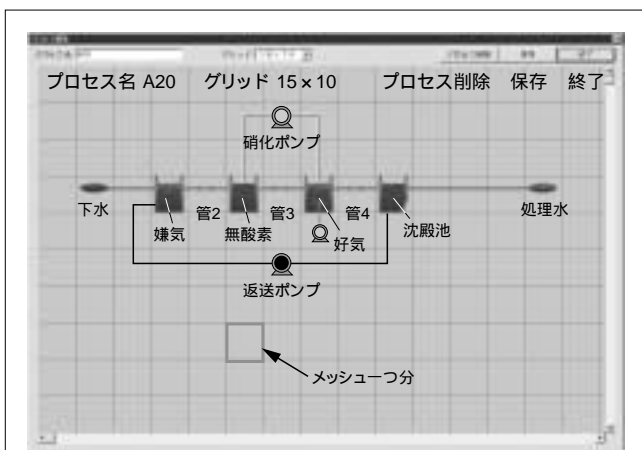 プロセス名 A20 グリッド 15×10 プロセス削除 保存 終了
硝化ポンプ
下水 管2 管3 管4 処理水
嫌気 無酸素 好気 沈殿池
返送ポンプ
メッシュ一つ分